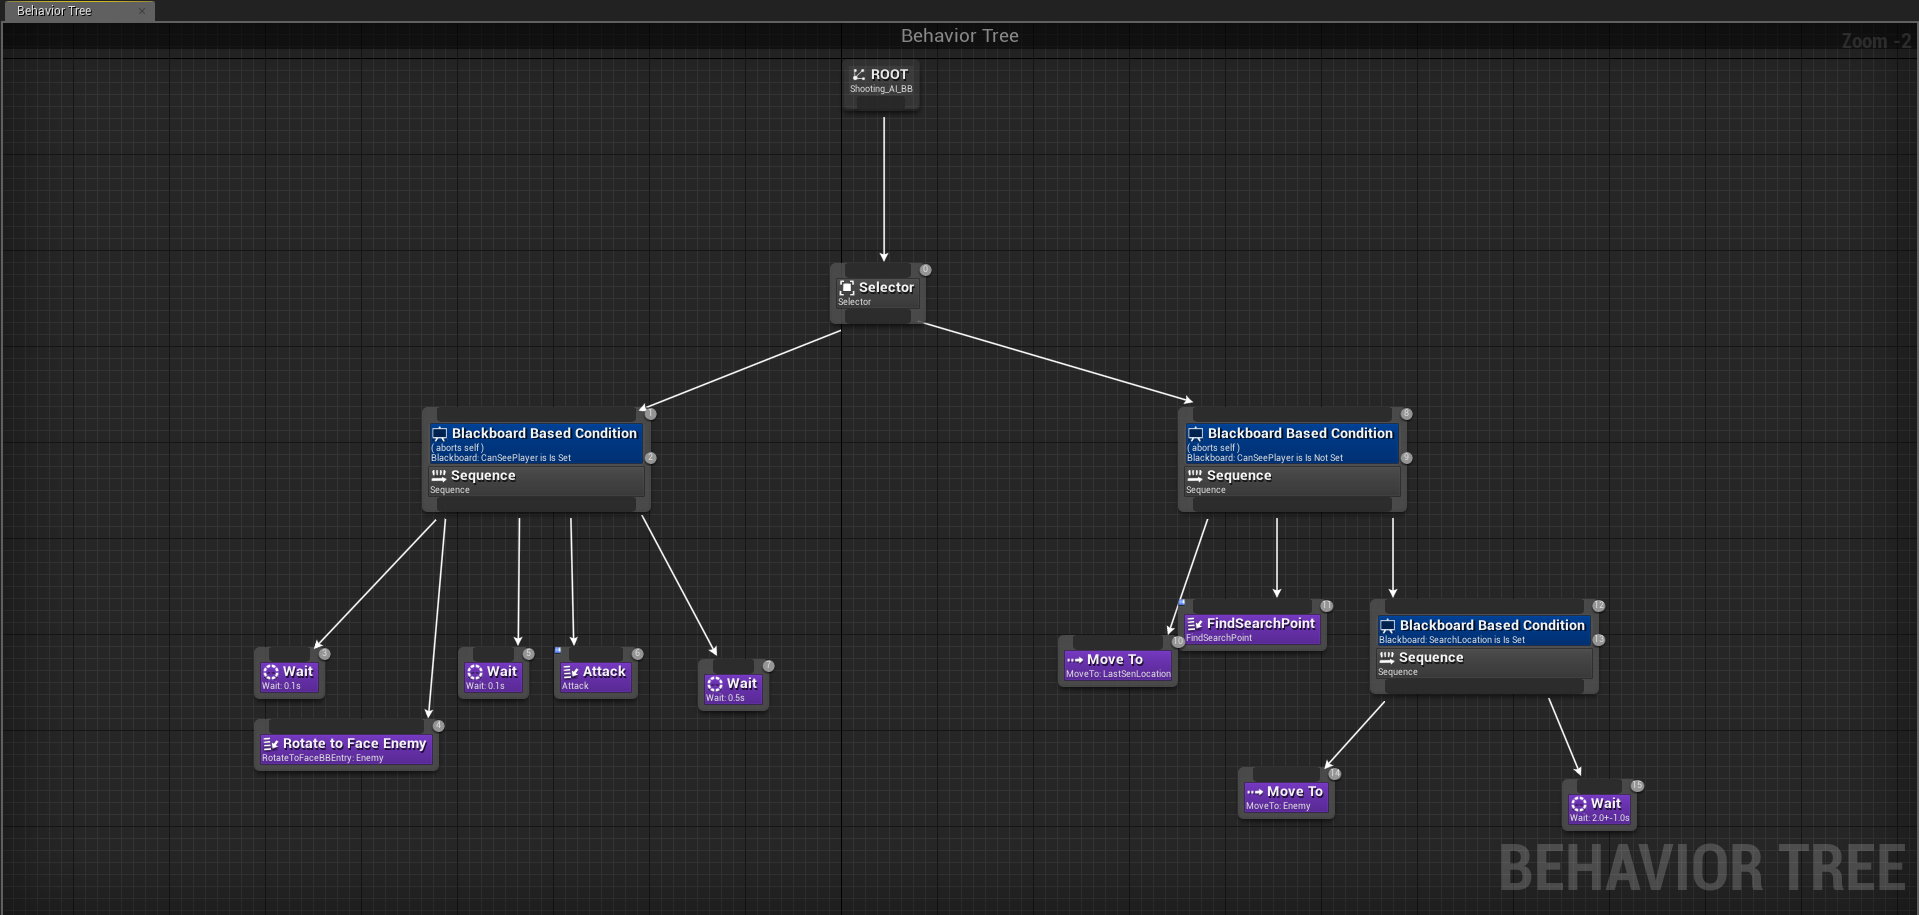 Behavior Tree
Behavior Tree
Zoom -2
ROOT
Shooting_AI_BB
0
Selector
Selector
1
Blackboard Based Condition
( aborts self )
Blackboard: CanSeePlayer is Is Set
2
Sequence
Sequence
8
Blackboard Based Condition
( aborts self )
Blackboard: CanSeePlayer is Is Not Set
9
Sequence
Sequence
3
Wait
Wait: 0.1s
4
Rotate to Face Enemy
RotateToFaceBBEntry: Enemy
5
Wait
Wait: 0.1s
6
Attack
Attack
7
Wait
Wait: 0.5s
10
Move To
MoveTo: LastSenLocation
11
FindSearchPoint
FindSearchPoint
12
Blackboard Based Condition
Blackboard: SearchLocation is Is Set
13
Sequence
Sequence
14
Move To
MoveTo: Enemy
15
Wait
Wait: 2.0+-1.0s
BEHAVIOR TREE